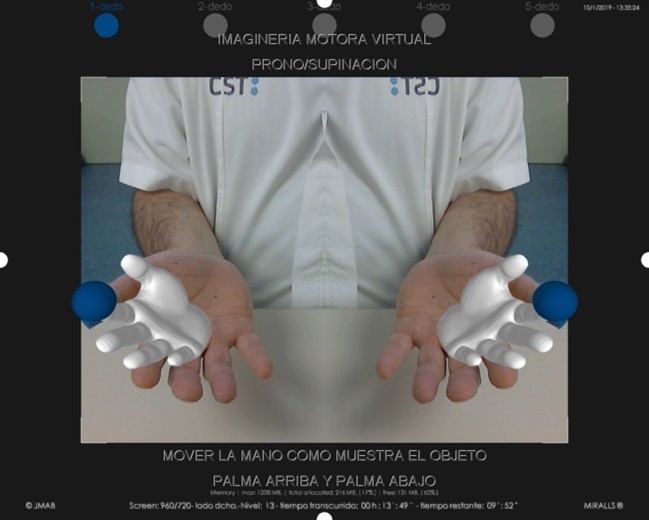 1-dedo 2-dedo 3-dedo 4-dedo 5-dedo
10/1/2019 - 13:35:24
IMAGINERIA MOTORA VIRTUAL
PRONO/SUPINACION
CST:
CST:
MOVER LA MANO COMO MUESTRA EL OBJETO
PALMA ARRIBA Y PALMA ABAJO
Memory : max: 1205 MB. [17%] | total allocated: 216 MB. [17%] | free: 131 MB. [60%]
© JMAB Screen: 960/720- lado dcho.-Nivel: 13 - tiempo transcurrido: 00 h : 13 ' : 49 " - tiempo restante: 09 ' : 52 " MIRALLS ®